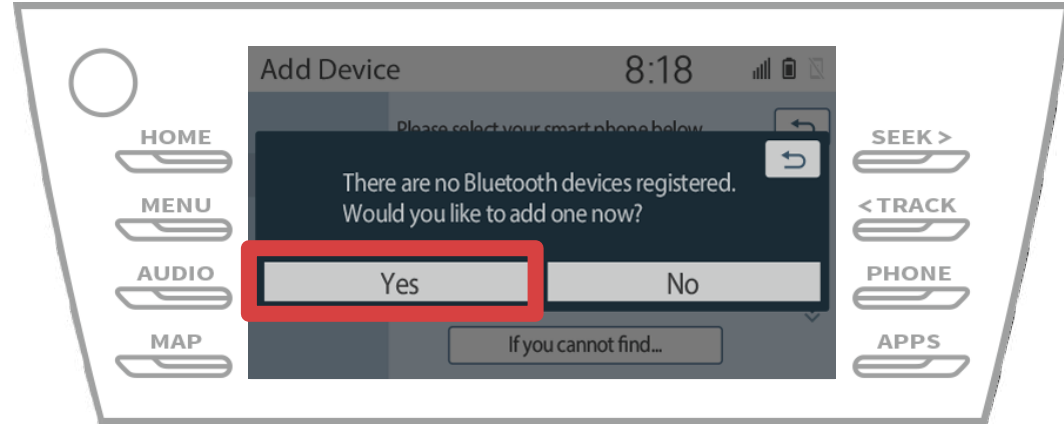 Add Device 8:18
Please select your smart phone below
There are no Bluetooth devices registered.
Would you like to add one now?
Yes No
If you cannot find...
HOME
MENU
AUDIO
MAP
SEEK >
< TRACK
PHONE
APPS